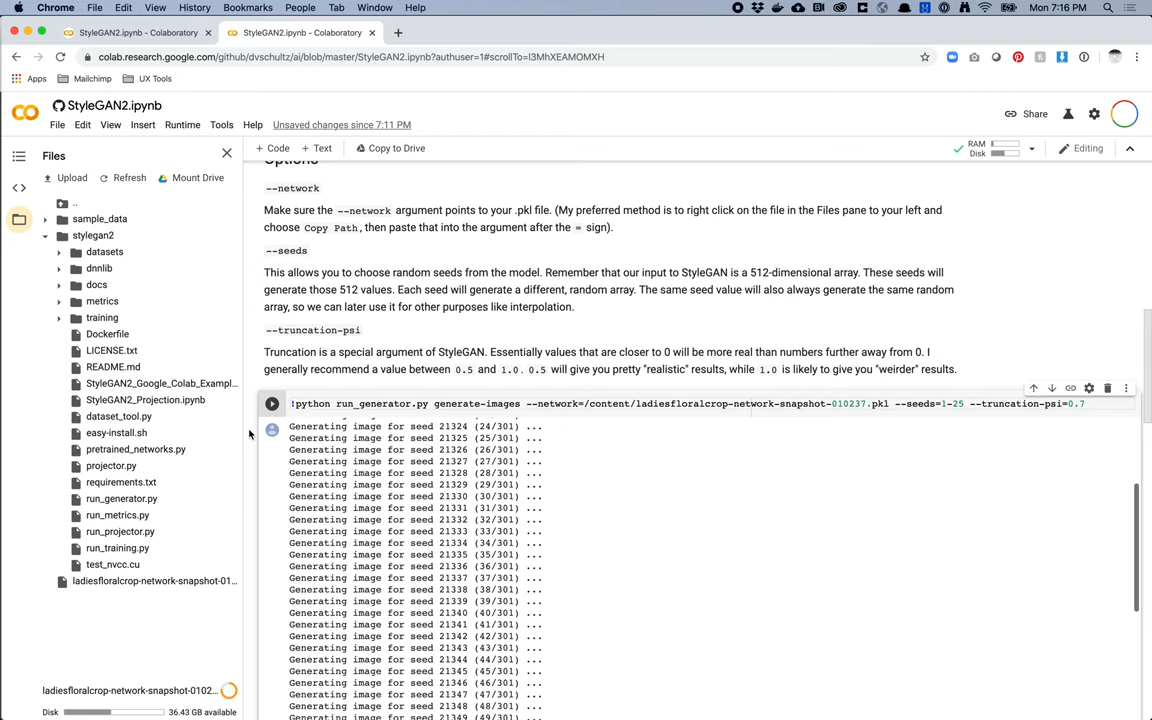 Chrome File Edit View History Bookmarks People Tab Window Help Mon 7:16 PM
StyleGAN2.ipynb - Colaboratory StyleGAN2.ipynb - Colaboratory
colab.research.google.com/github/dvschultz/ai/blob/master/StyleGAN2.ipynb?authuser=1#scrollTo=I3MhXEAMOMXH
Apps Mailchimp UX Tools
StyleGAN2.ipynb
Share
File Edit View Insert Runtime Tools Help Unsaved changes since 7:11 PM
Files
+ Code + Text Copy to Drive
RAM
Disk
Editing
Upload Refresh Mount Drive
..
sample_data
stylegan2
datasets
dnnlib
docs
metrics
training
Dockerfile
LICENSE.txt
README.md
StyleGAN2_Google_Colab_Exampl...
StyleGAN2_Projection.ipynb
dataset_tool.py
easy-install.sh
pretrained_networks.py
projector.py
requirements.txt
run_generator.py
run_metrics.py
run_projector.py
run_training.py
test_nvcc.cu
ladiesfloralcrop-network-snapshot-01...
ladiesfloralcrop-network-snapshot-0102...
Disk 36.43 GB available
Options
--network
Make sure the --network argument points to your .pkl file. (My preferred method is to right click on the file in the Files pane to your left and
choose Copy Path, then paste that into the argument after the = sign).
--seeds
This allows you to choose random seeds from the model. Remember that our input to StyleGAN is a 512-dimensional array. These seeds will
generate those 512 values. Each seed will generate a different, random array. The same seed value will also always generate the same random
array, so we can later use it for other purposes like interpolation.
--truncation-psi
Truncation is a special argument of StyleGAN. Essentially values that are closer to 0 will be more real than numbers further away from 0. I
generally recommend a value between 0.5 and 1.0. 0.5 will give you pretty "realistic" results, while 1.0 is likely to give you "weirder" results.
!python run_generator.py generate-images --network=/content/ladiesfloralcrop-network-snapshot-010237.pkl --seeds=1-25 --truncation-psi=0.7
Generating image for seed 21324 (24/301) ...
Generating image for seed 21325 (25/301) ...
Generating image for seed 21326 (26/301) ...
Generating image for seed 21327 (27/301) ...
Generating image for seed 21328 (28/301) ...
Generating image for seed 21329 (29/301) ...
Generating image for seed 21330 (30/301) ...
Generating image for seed 21331 (31/301) ...
Generating image for seed 21332 (32/301) ...
Generating image for seed 21333 (33/301) ...
Generating image for seed 21334 (34/301) ...
Generating image for seed 21335 (35/301) ...
Generating image for seed 21336 (36/301) ...
Generating image for seed 21337 (37/301) ...
Generating image for seed 21338 (38/301) ...
Generating image for seed 21339 (39/301) ...
Generating image for seed 21340 (40/301) ...
Generating image for seed 21341 (41/301) ...
Generating image for seed 21342 (42/301) ...
Generating image for seed 21343 (43/301) ...
Generating image for seed 21344 (44/301) ...
Generating image for seed 21345 (45/301) ...
Generating image for seed 21346 (46/301) ...
Generating image for seed 21347 (47/301) ...
Generating image for seed 21348 (48/301) ...
Generating image for seed 21349 (49/301) ...